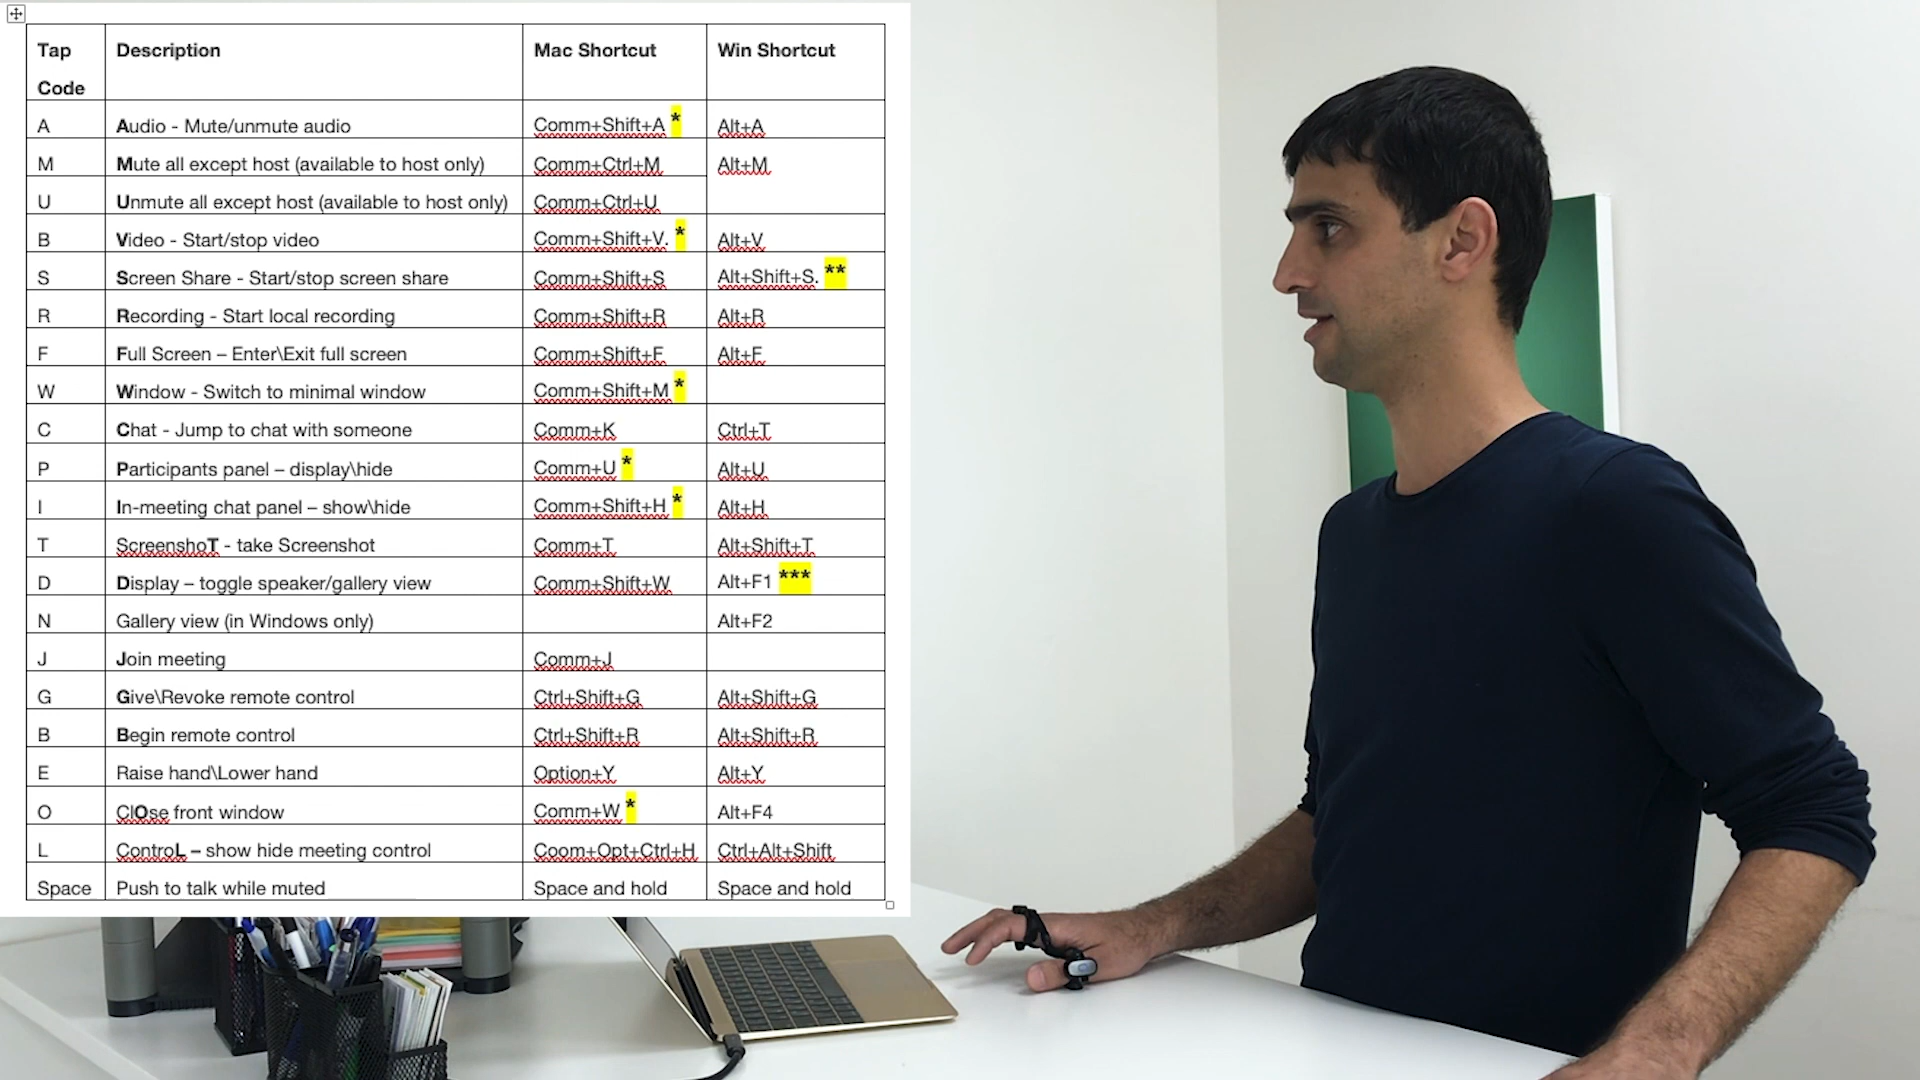 Tap Code Description Mac Shortcut Win Shortcut
A Audio - Mute/unmute audio Comm+Shift+A * Alt+A
M Mute all except host (available to host only) Comm+Ctrl+M Alt+M
U Unmute all except host (available to host only) Comm+Ctrl+U
B Video - Start/stop video Comm+Shift+V. * Alt+V
S Screen Share - Start/stop screen share Comm+Shift+S Alt+Shift+S. **
R Recording - Start local recording Comm+Shift+R Alt+R
F Full Screen – Enter\Exit full screen Comm+Shift+F Alt+F
W Window - Switch to minimal window Comm+Shift+M *
C Chat - Jump to chat with someone Comm+K Ctrl+T
P Participants panel – display\hide Comm+U * Alt+U
I In-meeting chat panel – show\hide Comm+Shift+H * Alt+H
T ScreenshoT - take Screenshot Comm+T Alt+Shift+T
D Display – toggle speaker/gallery view Comm+Shift+W Alt+F1 ***
N Gallery view (in Windows only) Alt+F2
J Join meeting Comm+J
G Give\Revoke remote control Ctrl+Shift+G Alt+Shift+G
B Begin remote control Ctrl+Shift+R Alt+Shift+R
E Raise hand\Lower hand Option+Y Alt+Y
O ClOse front window Comm+W * Alt+F4
L ControL – show hide meeting control Coom+Opt+Ctrl+H Ctrl+Alt+Shift
Space Push to talk while muted Space and hold Space and hold